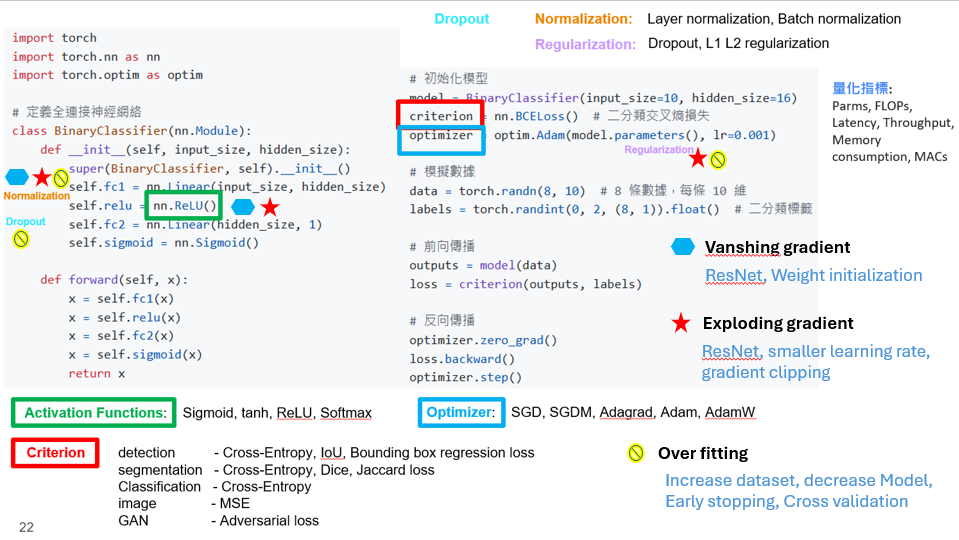 Dropout
Normalization: Layer normalization, Batch normalization
Regularization: Dropout, L1 L2 regularization
import torch
import torch.nn as nn
import torch.optim as optim
# 定義全連接神經網絡
class BinaryClassifier(nn.Module):
def __init__(self, input_size, hidden_size):
super(BinaryClassifier, self).__init__()
self.fc1 = nn.Linear(input_size, hidden_size)
Normalization
self.relu = nn.ReLU()
Dropout
self.fc2 = nn.Linear(hidden_size, 1)
self.sigmoid = nn.Sigmoid()
def forward(self, x):
x = self.fc1(x)
x = self.relu(x)
x = self.fc2(x)
x = self.sigmoid(x)
return x
# 初始化模型
model = BinaryClassifier(input_size=10, hidden_size=16)
criterion = nn.BCELoss() # 二分類交叉熵損失
optimizer = optim.Adam(model.parameters(), lr=0.001)
Regularization
# 模擬數據
data = torch.randn(8, 10) # 8 條數據，每條 10 維
labels = torch.randint(0, 2, (8, 1)).float() # 二分類標籤
# 前向傳播
outputs = model(data)
loss = criterion(outputs, labels)
# 反向傳播
optimizer.zero_grad()
loss.backward()
optimizer.step()
量化指標:
Parms, FLOPs,
Latency, Throughput,
Memory
consumption, MACs
Vanshing gradient
ResNet, Weight initialization
Exploding gradient
ResNet, smaller learning rate,
gradient clipping
Activation Functions: Sigmoid, tanh, ReLU, Softmax
Optimizer: SGD, SGDM, Adagrad, Adam, AdamW
Criterion
detection - Cross-Entropy, IoU, Bounding box regression loss
segmentation - Cross-Entropy, Dice, Jaccard loss
Classification - Cross-Entropy
image - MSE
GAN - Adversarial loss
Over fitting
Increase dataset, decrease Model,
Early stopping, Cross validation
22